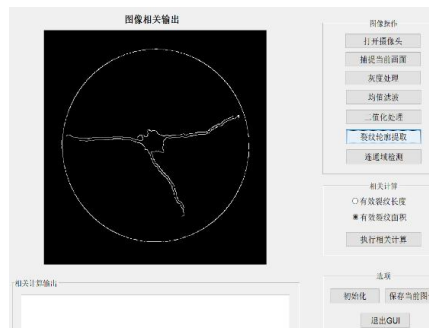 图像相关输出
图像操作
打开摄像头
捕捉当前画面
灰度处理
均值滤波
二值化处理
裂纹轮廓提取
连通域检测
相关计算
有效裂纹长度
有效裂纹面积
执行相关计算
相关计算输出
选项
初始化
保存当前图
退出GUI